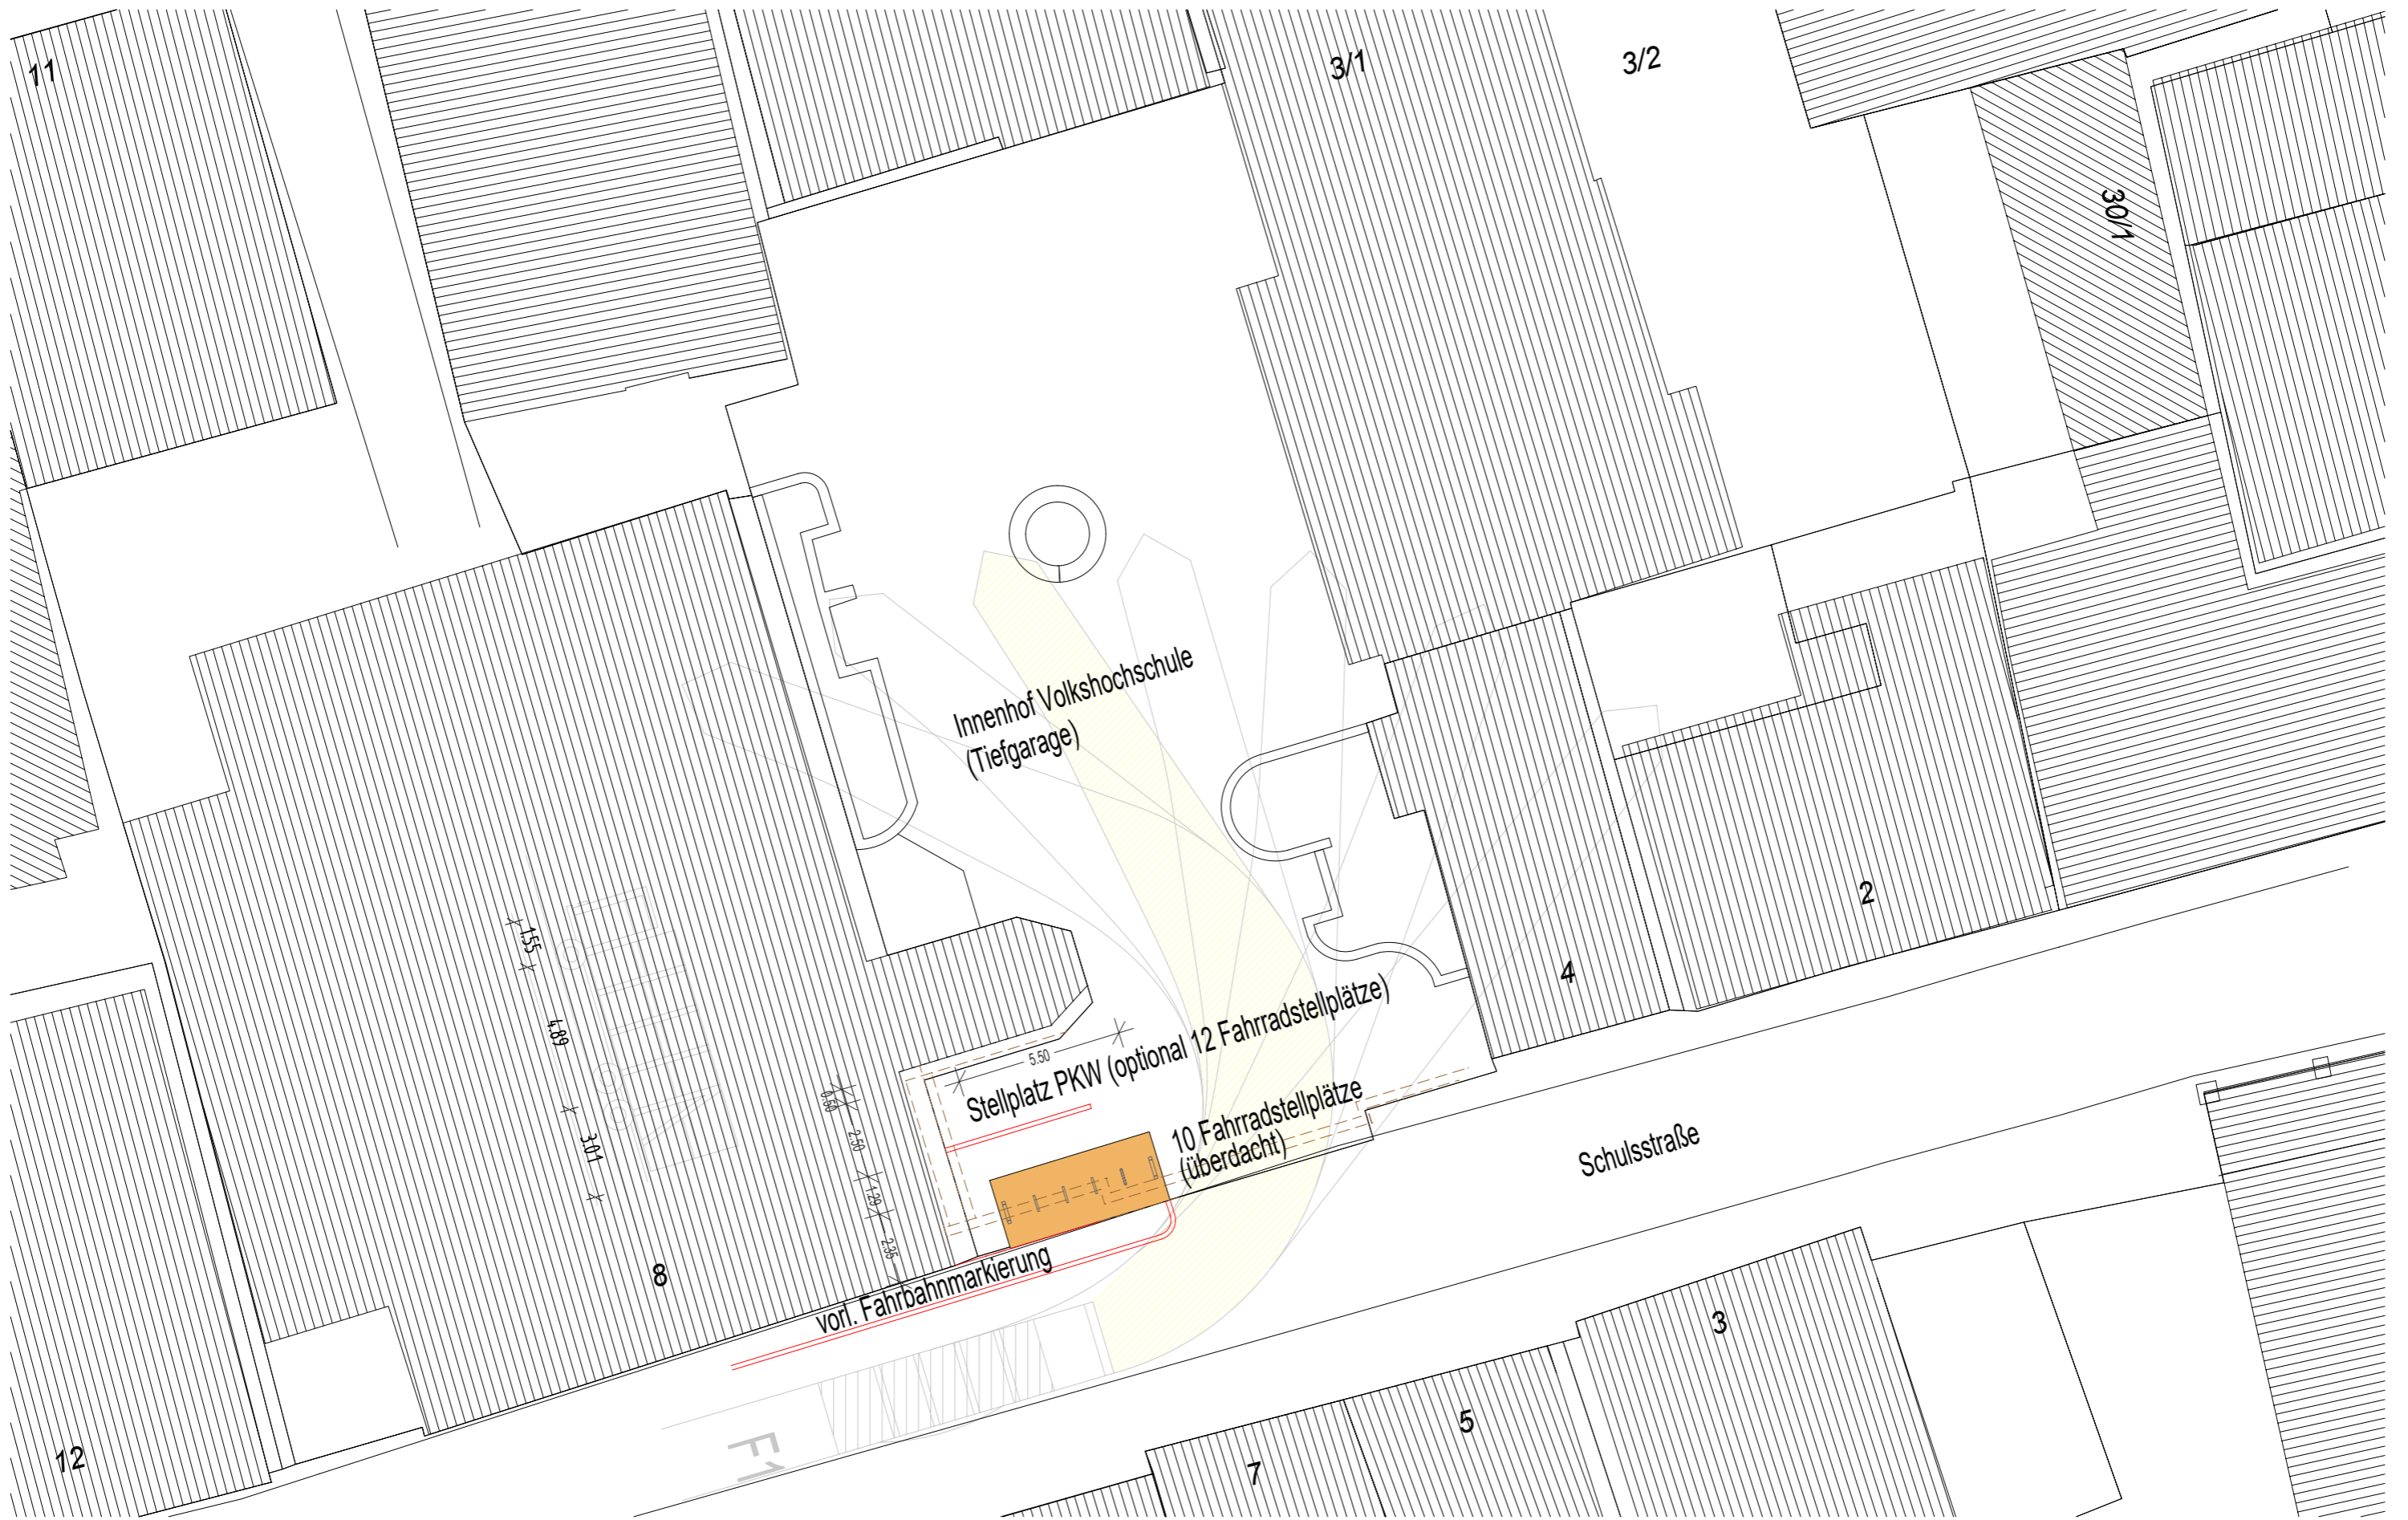 11
3/1
3/2
30/1
Innenhof Volkshochschule
(Tiefgarage)
1.55
4.89
3.01
0.50
2.50
1.29
2.35
5.50
Stellplatz PKW (optional 12 Fahrradstellplätze)
10 Fahrradstellplätze
(überdacht)
vorl. Fahrbahnmarkierung
Schulsstraße
2
4
8
3
5
7
12
F1